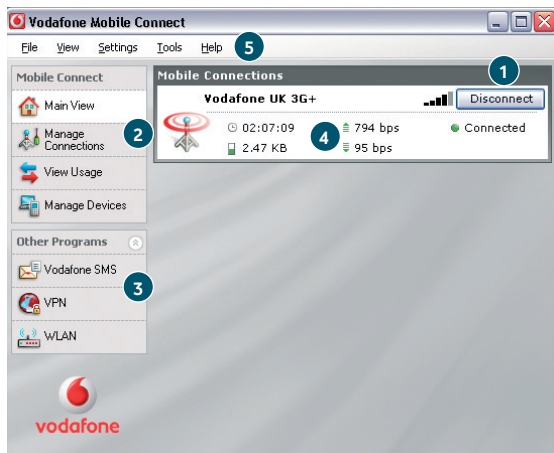 Vodafone Mobile Connect
File View Settings Tools Help 5
Mobile Connect
Main View
Manage Connections 2
View Usage
Manage Devices
Other Programs
Vodafone SMS
VPN 3
WLAN
vodafone
Mobile Connections 1
Vodafone UK 3G+ Disconnect
02:07:09 4 794 bps Connected
2.47 KB 95 bps